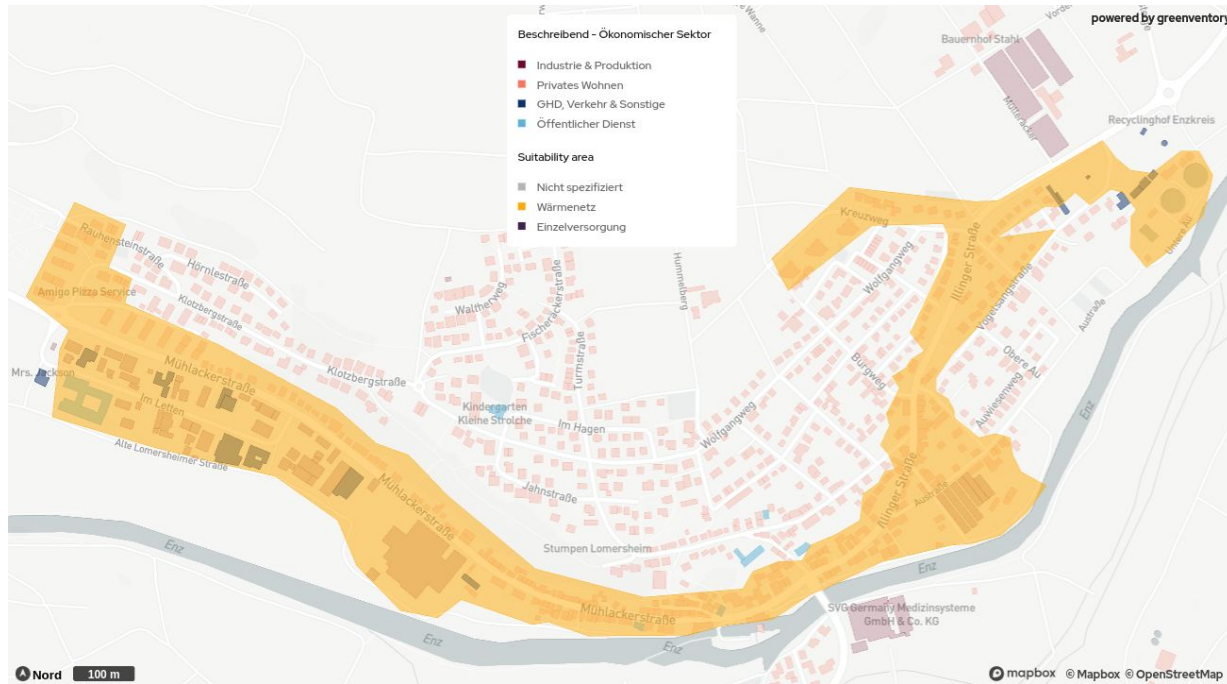 powered by greenventory
Beschreibend - Ökonomischer Sektor
Industrie & Produktion
Privates Wohnen
GHD, Verkehr & Sonstige
Öffentlicher Dienst
Suitability area
Nicht spezifiziert
Wärmenetz
Einzelversorgung
Bauernhof Stahl
Mütteräcker
Recyclinghof Enzkreis
Rauhensteinstraße
Hörnlestraße
Amigo Pizza Service
Klotzbergstraße
Waltherweg
Fischeräckerstraße
Hummelberg
Kreuzweg
Wolfgangweg
Illinger Straße
Untere Au
Vogelsangstraße
Austraße
Turmstraße
Mühlackerstraße
Klotzbergstraße
Burgweg
Obere Au
Mrs. Jackson
Im Letten
Kindergarten
Kleine Strolche
Im Hagen
Wolfgangweg
Auwiesenweg
Enz
Alte Lomersheimer Straße
Jahnstraße
Mühlackerstraße
Illinger Straße
Austraße
Stumpen Lomersheim
Enz
Enz
Mühlackerstraße
SVG Germany Medizinsysteme
GmbH & Co. KG
Enz
Nord
100 m
mapbox © Mapbox © OpenStreetMap